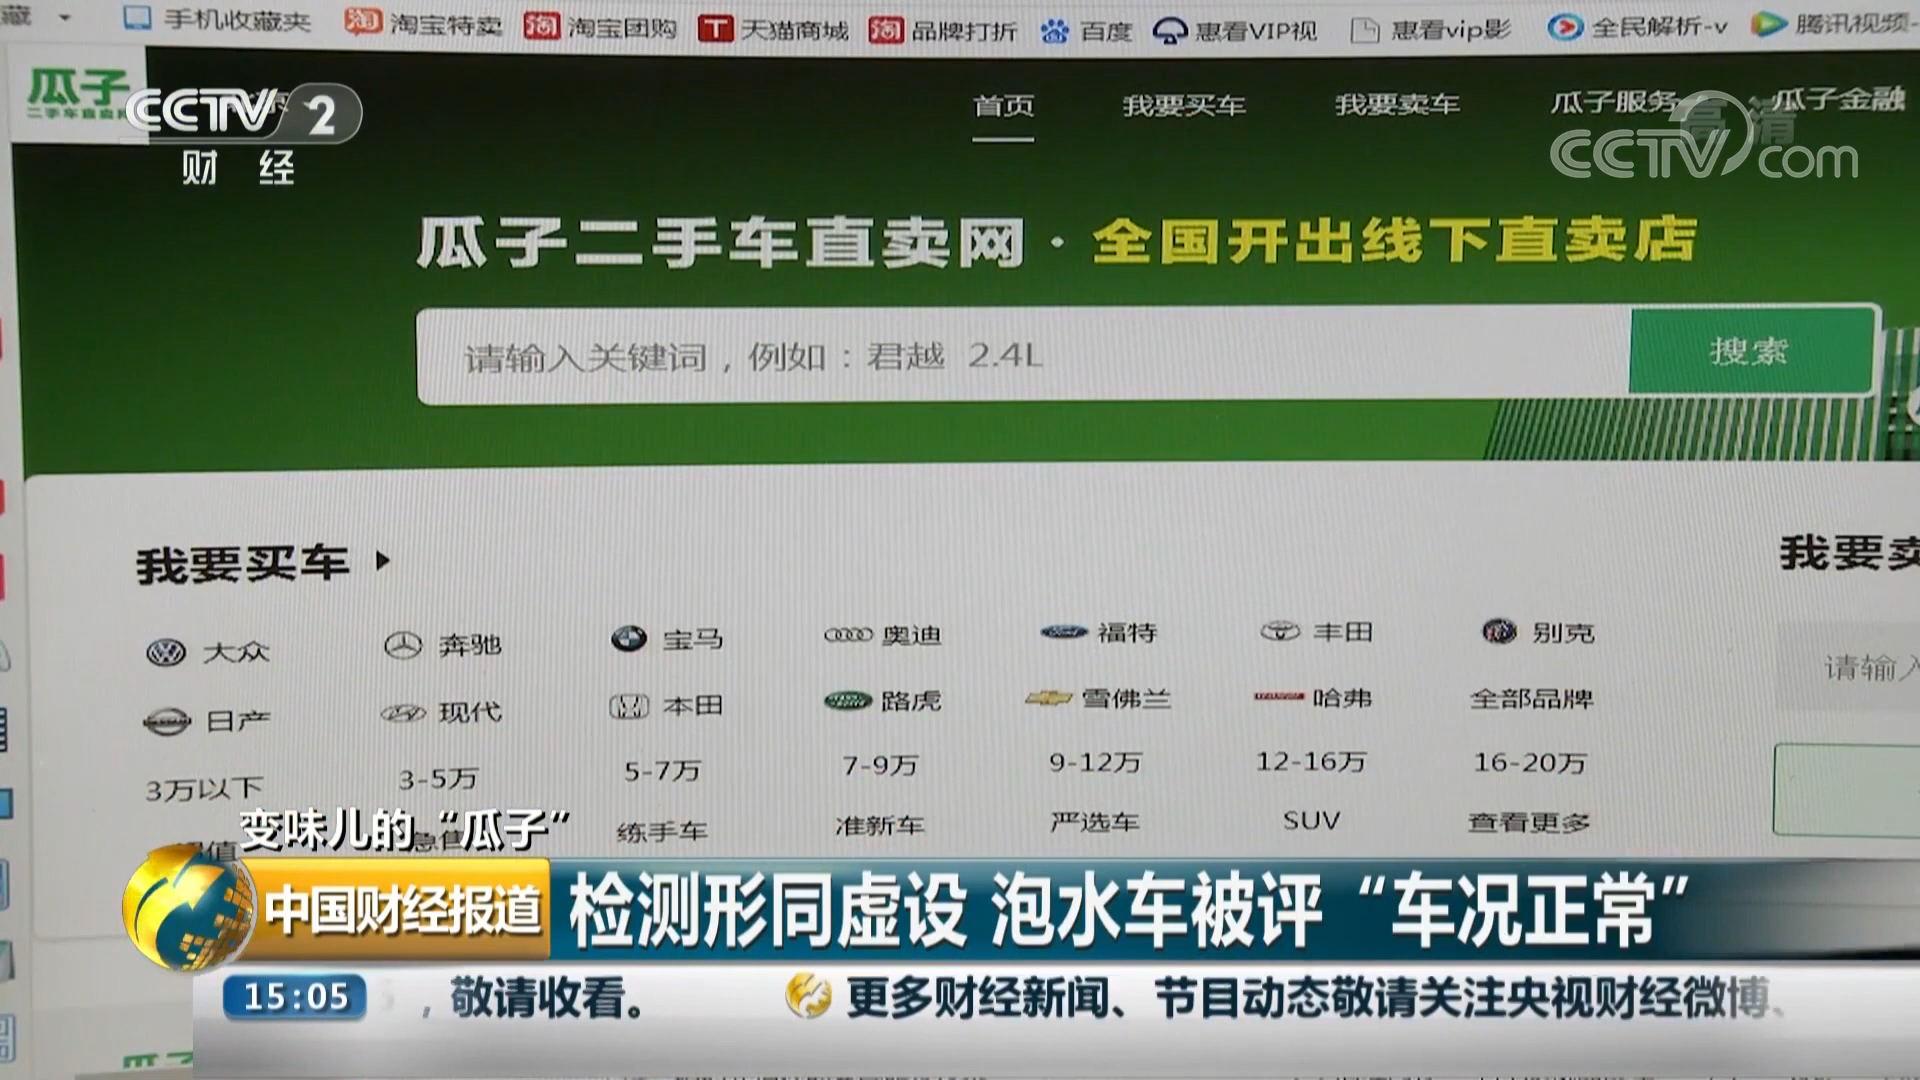 藏 手机收藏夹 淘宝特卖 淘宝团购 天猫商城 品牌打折 百度 惠看VIP视 惠看vip影 全民解析-v 腾讯视频-
瓜子 首页 我要买车 我要卖车 瓜子服务 瓜子金融
CCTV 2
财 经
高清
CCTV.com
瓜子二手车直卖网·全国开出线下直卖店
请输入关键词，例如：君越 2.4L 搜索
我要买车 我要卖
大众 奔驰 宝马 奥迪 福特 丰田 别克
请输入
日产 现代 本田 路虎 雪佛兰 哈弗 全部品牌
3万以下 3-5万 5-7万 7-9万 9-12万 12-16万 16-20万
急售 练手车 准新车 严选车 SUV 查看更多
变味儿的“瓜子”
中国财经报道 检测形同虚设 泡水车被评“车况正常”
15:05 ，敬请收看。 更多财经新闻、节目动态敬请关注央视财经微博、